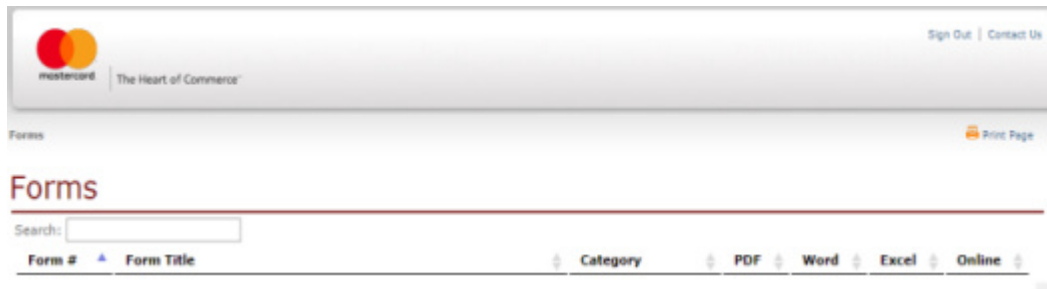 Sign Out | Contact Us
mastercard
The Heart of Commerce™
Forms
Print Page
Forms
Search:
Form # Form Title Category PDF Word Excel Online